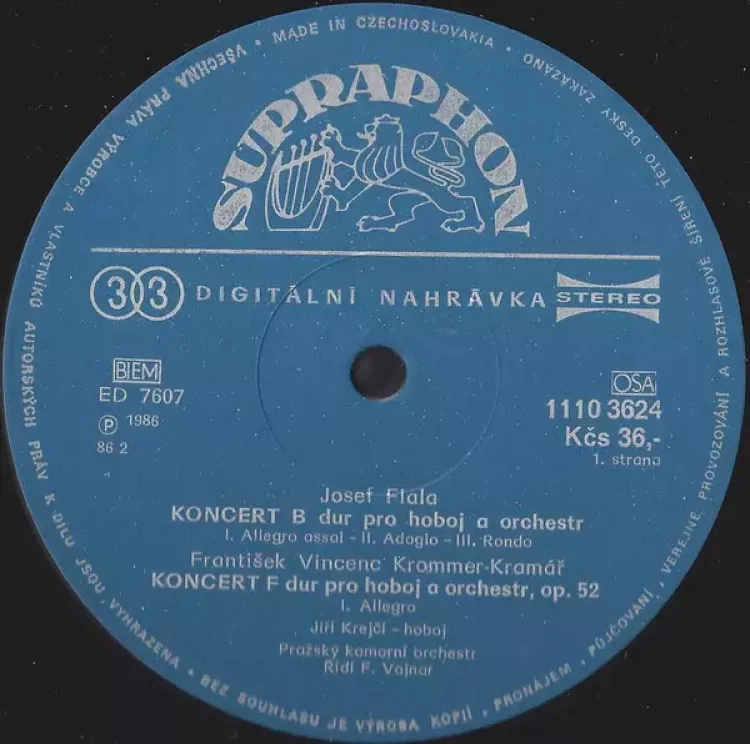 • MADE IN CZECHOSLOVAKIA •
VŠECHNA PRÁVA VÝROBCE A VLASTNÍKŮ AUTORSKÝCH PRÁV K DÍLU JSOU VYHRAZENA • BEZ SOUHLASU JE VÝROBA KOPIÍ, PRONÁJEM, PŮJČOVÁNÍ, VEŘEJNÉ PROVOZOVÁNÍ A ROZHLASOVÉ ŠÍŘENÍ TÉTO DESKY ZAKÁZÁNO
SUPRAPHON
33 DIGITÁLNÍ NAHRÁVKA STEREO
BIEM OSA
ED 7607 1110 3624
Ⓟ 1986 Kčs 36,-
86 2 1. strana
Josef Fiala
KONCERT B dur pro hoboj a orchestr
I. Allegro assai – II. Adagio – III. Rondo
František Vincenc Krommer-Kramář
KONCERT F dur pro hoboj a orchestr, op. 52
I. Allegro
Jiří Krejčí – hoboj
Pražský komorní orchestr
Řídí F. Vajnar